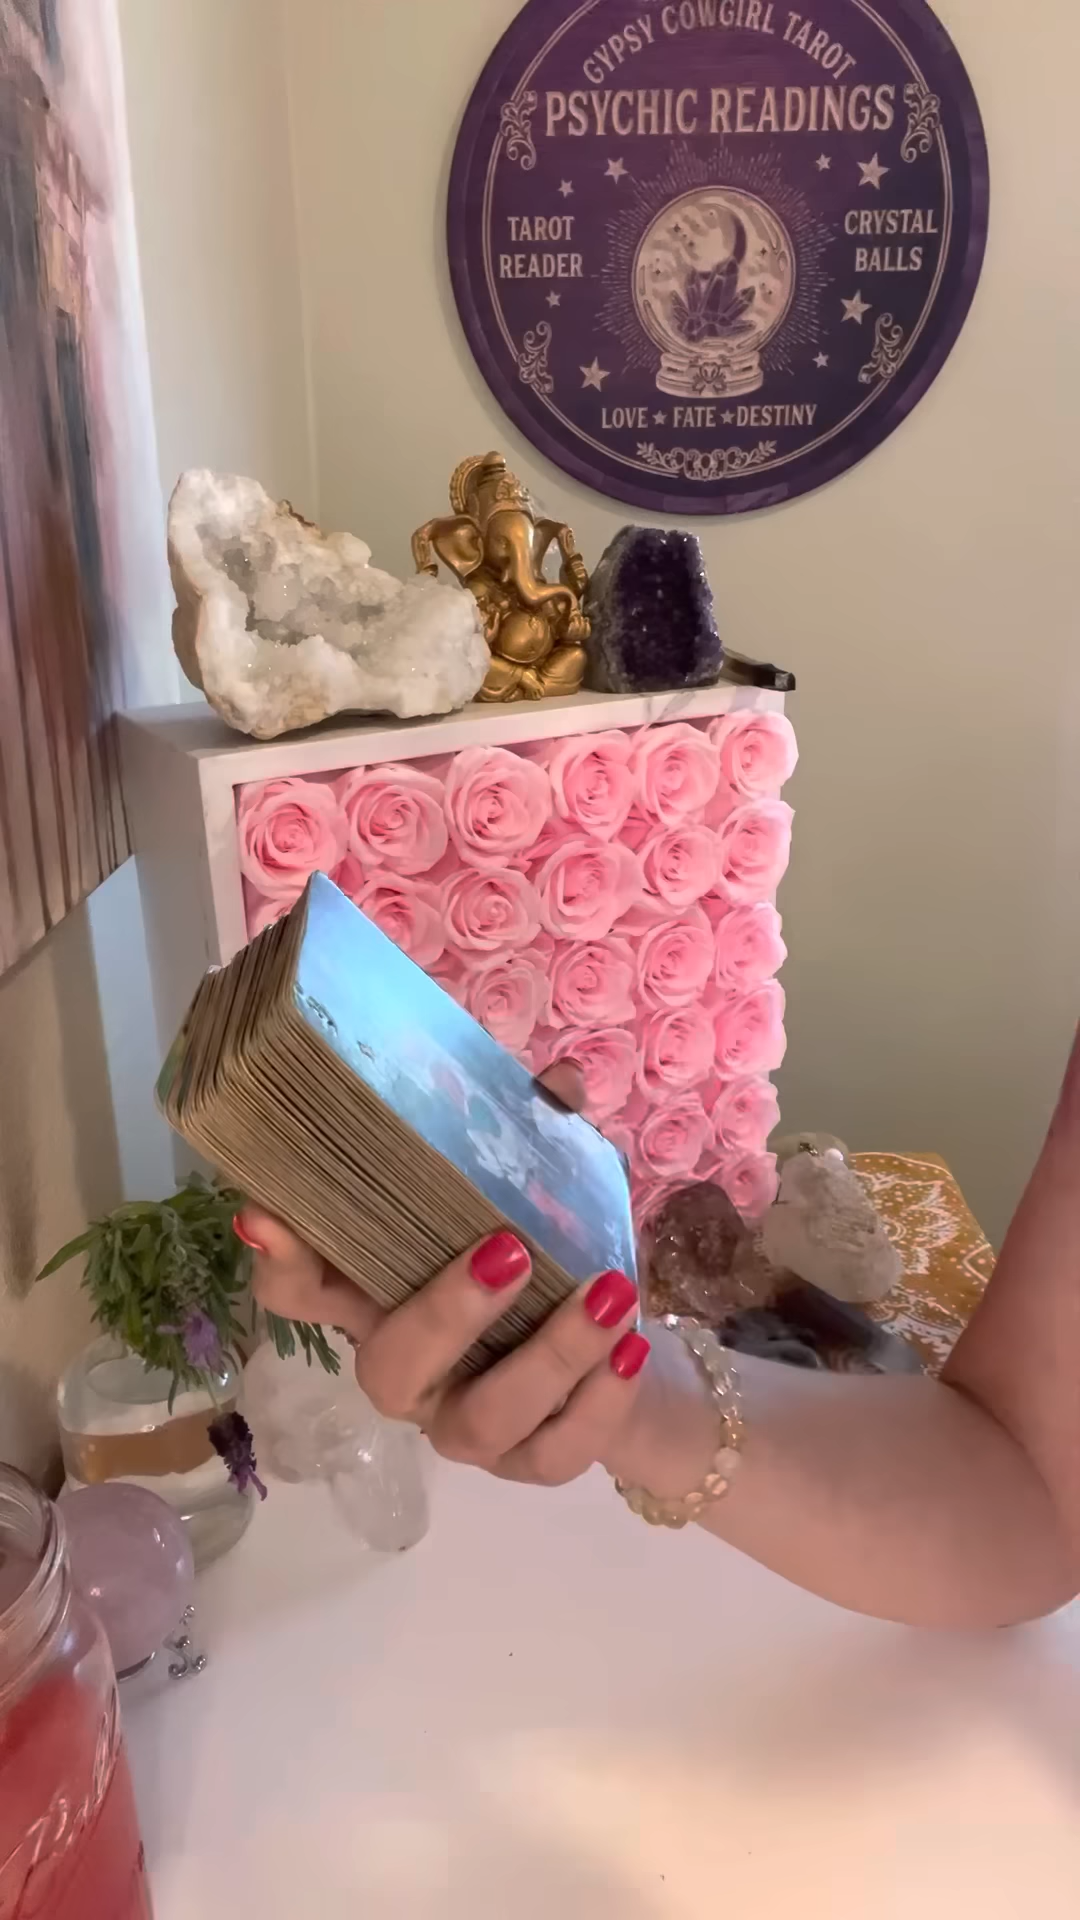 GYPSY COWGIRL TAROT
PSYCHIC READINGS
TAROT
READER
CRYSTAL
BALLS
LOVE ★ FATE ★ DESTINY